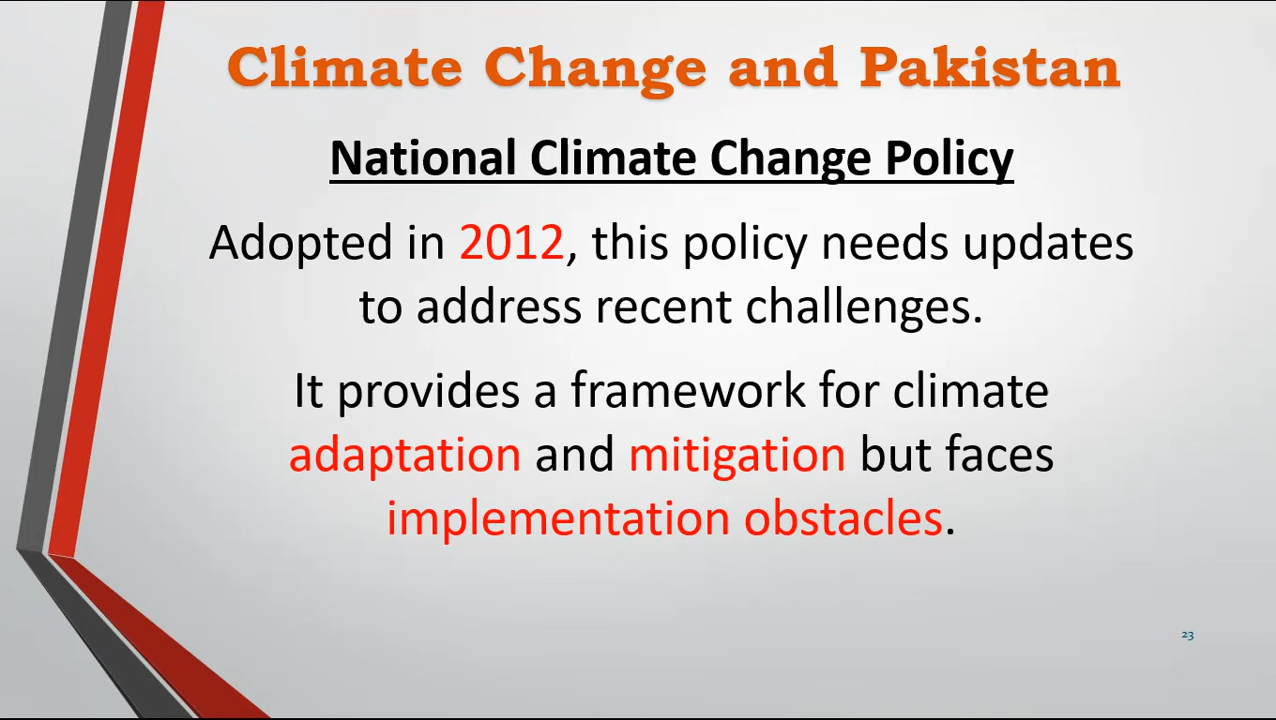 Climate Change and Pakistan
National Climate Change Policy
Adopted in 2012, this policy needs updates
to address recent challenges.
It provides a framework for climate
adaptation and mitigation but faces
implementation obstacles.
23